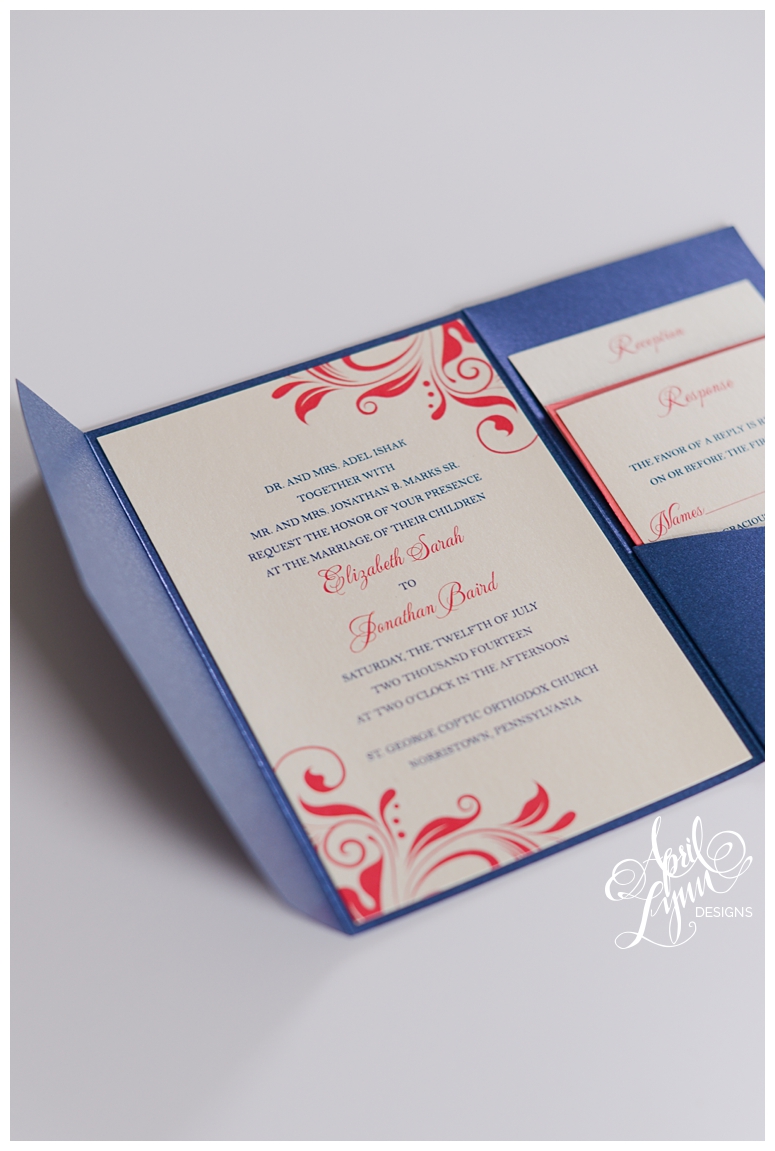 DR. AND MRS. ADEL ISHAK
TOGETHER WITH
MR. AND MRS. JONATHAN B. MARKS SR.
REQUEST THE HONOR OF YOUR PRESENCE
AT THE MARRIAGE OF THEIR CHILDREN
Elizabeth Sarah
TO
Jonathan Baird
SATURDAY, THE TWELFTH OF JULY
TWO THOUSAND FOURTEEN
AT TWO O'CLOCK IN THE AFTERNOON
ST. GEORGE COPTIC ORTHODOX CHURCH
NORRISTOWN, PENNSYLVANIA
Reception
Response
THE FAVOR OF A REPLY IS
ON OR BEFORE THE
Names
April
Lynn
DESIGNS